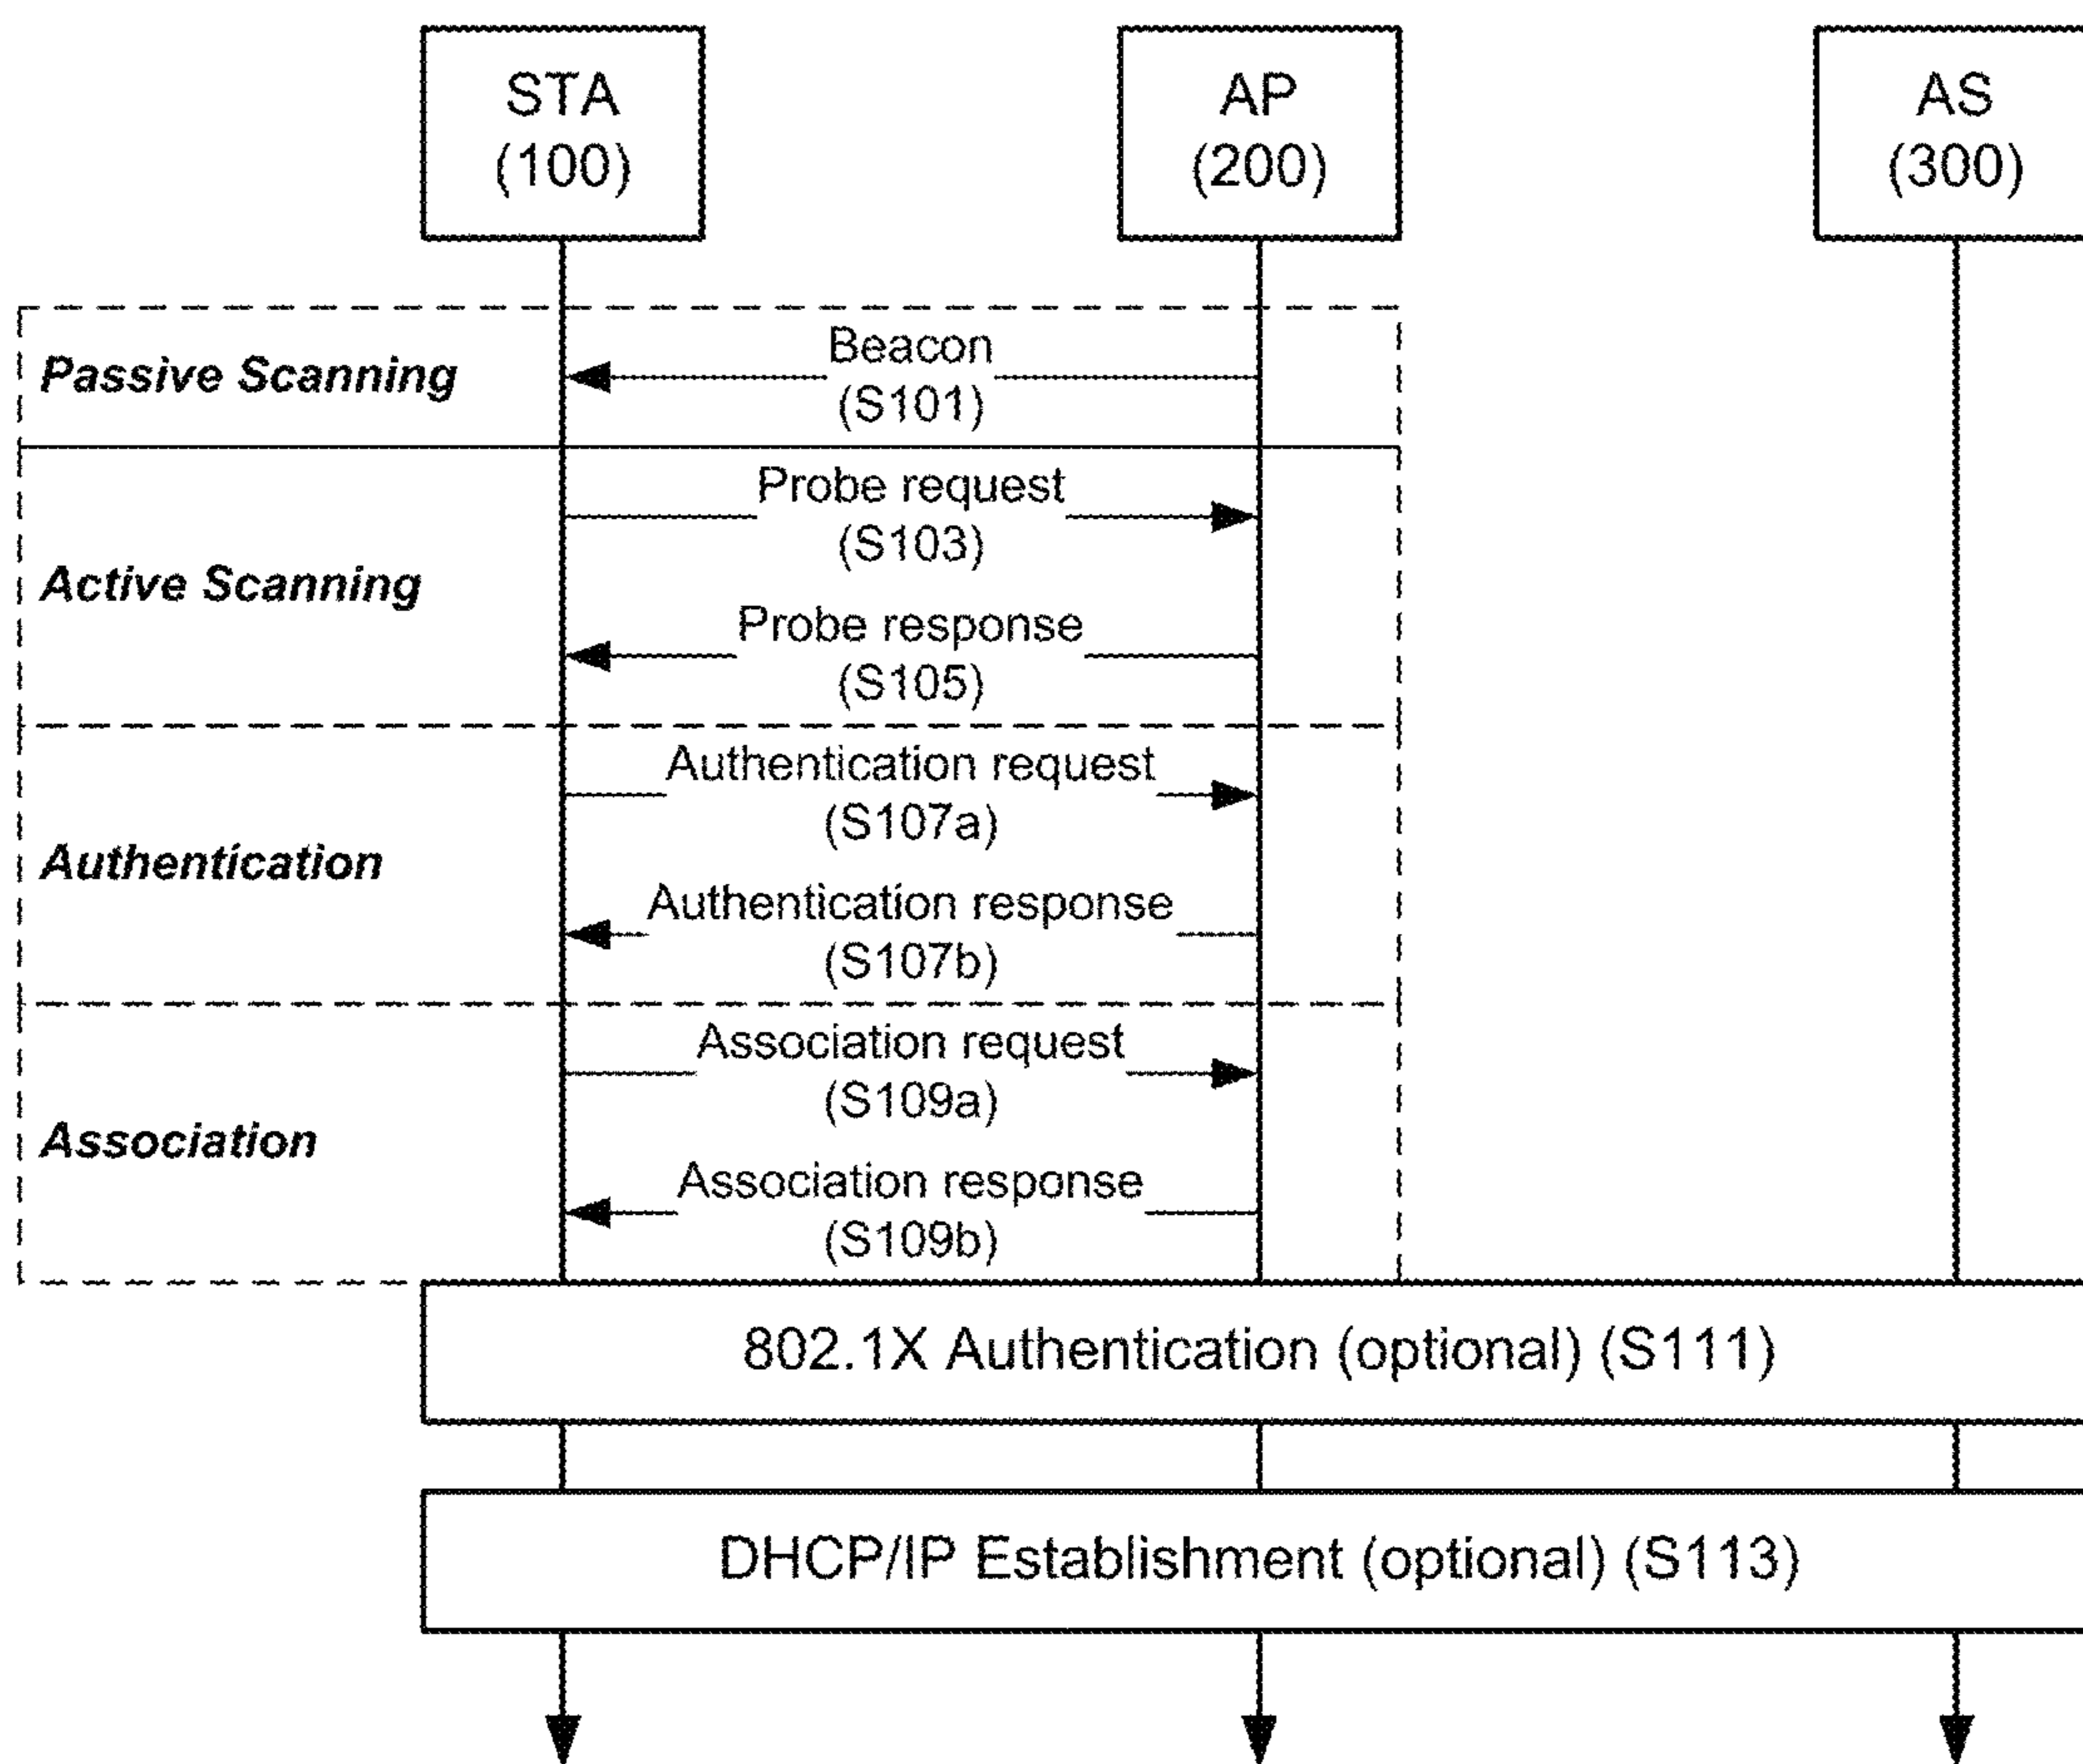 STA
(100)
AP
(200)
AS
(300)
Passive Scanning
Beacon
(S101)
Active Scanning
Probe request
(S103)
Probe response
(S105)
Authentication
Authentication request
(S107a)
Authentication response
(S107b)
Association
Association request
(S109a)
Association response
(S109b)
802.1X Authentication (optional) (S111)
DHCP/IP Establishment (optional) (S113)